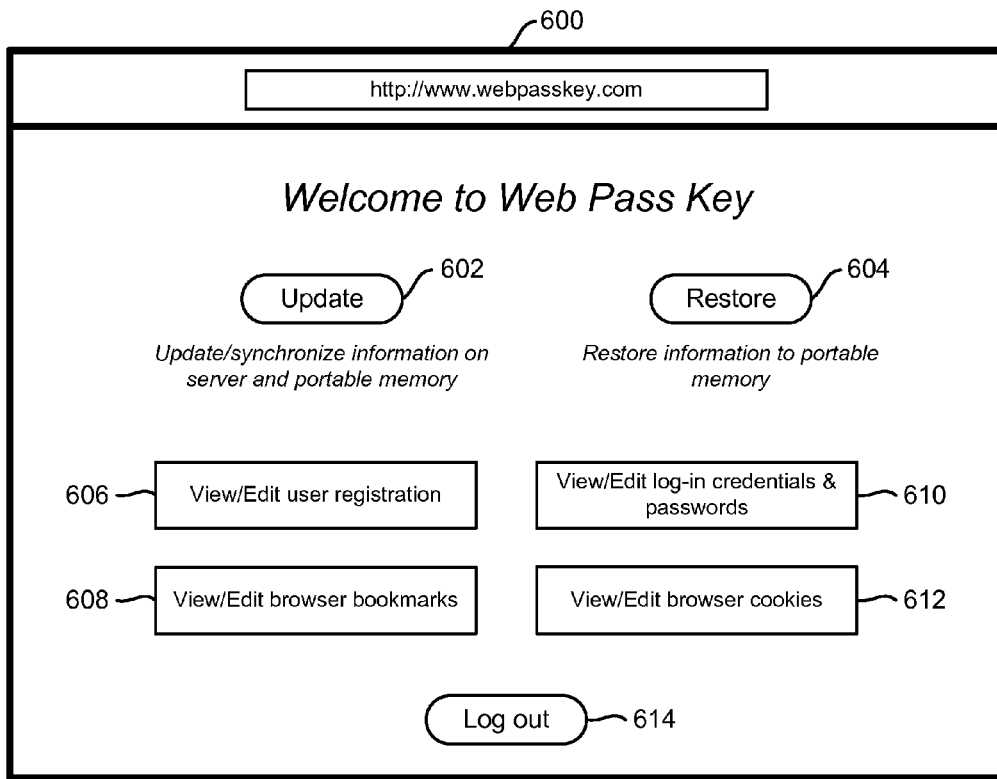 600
http://www.webpasskey.com
Welcome to Web Pass Key
Update
602
Restore
604
Update/synchronize information on
server and portable memory
Restore information to portable
memory
606
View/Edit user registration
View/Edit log-in credentials &
passwords
610
608
View/Edit browser bookmarks
View/Edit browser cookies
612
Log out
614